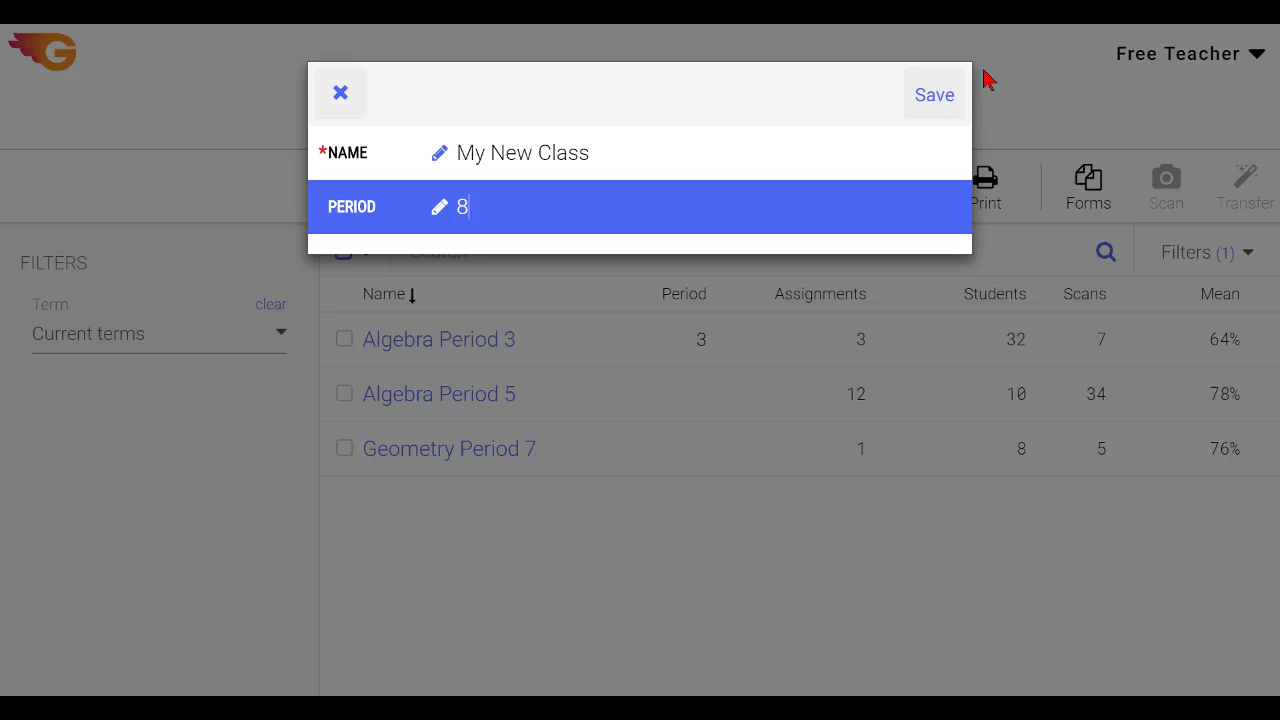 G
Free Teacher
Save
*NAME My New Class
PERIOD 8
Print Forms Scan Transfer
FILTERS
Search
Filters (1)
Term clear
Current terms
Name Period Assignments Students Scans Mean
Algebra Period 3 3 3 32 7 64%
Algebra Period 5 12 10 34 78%
Geometry Period 7 1 8 5 76%